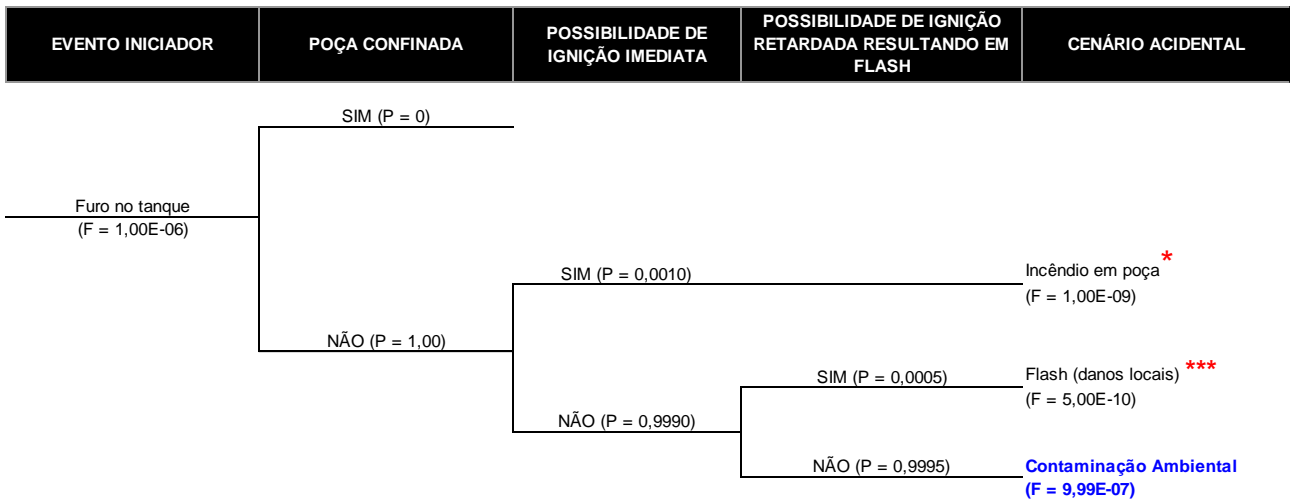 EVENTO INICIADOR
POÇA CONFINADA
POSSIBILIDADE DE
IGNIÇÃO IMEDIATA
POSSIBILIDADE DE IGNIÇÃO
RETARDADA RESULTANDO EM
FLASH
CENÁRIO ACIDENTAL
SIM (P = 0)
Furo no tanque
(F = 1,00E-06)
SIM (P = 0,0010)
Incêndio em poça *
(F = 1,00E-09)
NÃO (P = 1,00)
SIM (P = 0,0005)
Flash (danos locais) ***
(F = 5,00E-10)
NÃO (P = 0,9990)
NÃO (P = 0,9995)
Contaminação Ambiental
(F = 9,99E-07)